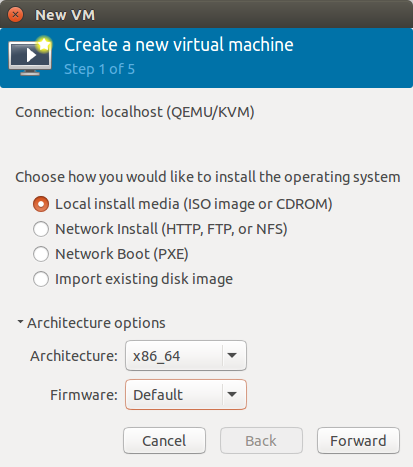 New VM
Create a new virtual machine
Step 1 of 5
Connection: localhost (QEMU/KVM)
Choose how you would like to install the operating system
Local install media (ISO image or CDROM)
Network Install (HTTP, FTP, or NFS)
Network Boot (PXE)
Import existing disk image
Architecture options
Architecture: x86_64
Firmware: Default
Cancel Back Forward